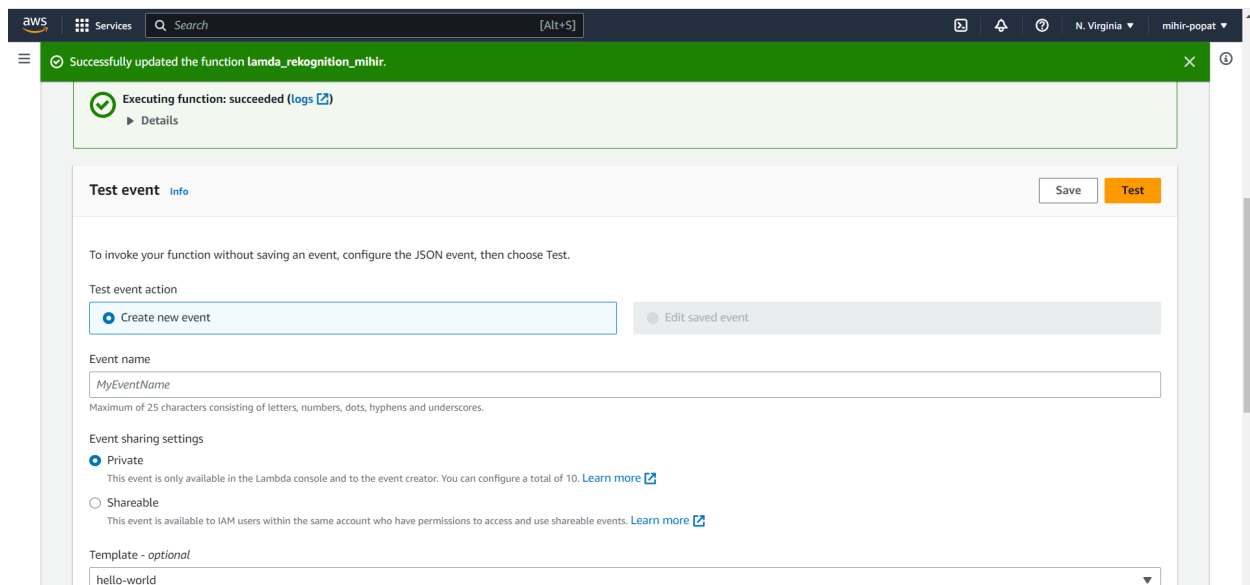 aws
Services
Search
[Alt+S]
N. Virginia
mihir-popat
Successfully updated the function lamda_rekognition_mihir.
Executing function: succeeded (logs)
Details
Test event Info
Save
Test
To invoke your function without saving an event, configure the JSON event, then choose Test.
Test event action
Create new event
Edit saved event
Event name
MyEventName
Maximum of 25 characters consisting of letters, numbers, dots, hyphens and underscores.
Event sharing settings
Private
This event is only available in the Lambda console and to the event creator. You can configure a total of 10. Learn more
Shareable
This event is available to IAM users within the same account who have permissions to access and use shareable events. Learn more
Template - optional
hello-world